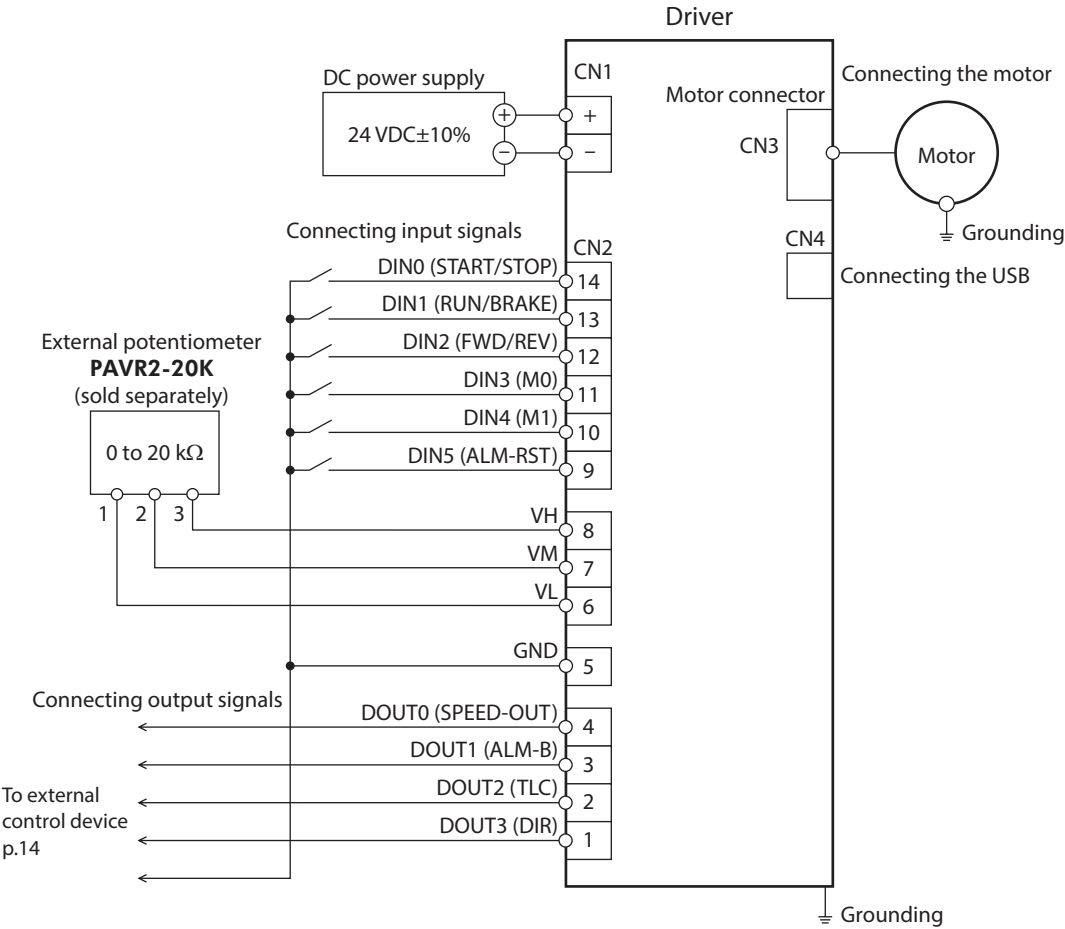 Driver
DC power supply
24 VDC±10%
+
−
CN1
+
−
Motor connector
CN3
Connecting the motor
Motor
Grounding
CN4
Connecting the USB
Connecting input signals
CN2
DIN0 (START/STOP)
14
DIN1 (RUN/BRAKE)
13
DIN2 (FWD/REV)
12
DIN3 (M0)
11
DIN4 (M1)
10
DIN5 (ALM-RST)
9
External potentiometer
PAVR2-20K
(sold separately)
0 to 20 kΩ
1 2 3
VH
8
VM
7
VL
6
GND
5
Connecting output signals
DOUT0 (SPEED-OUT)
4
DOUT1 (ALM-B)
3
DOUT2 (TLC)
2
DOUT3 (DIR)
1
To external
control device
p.14
Grounding